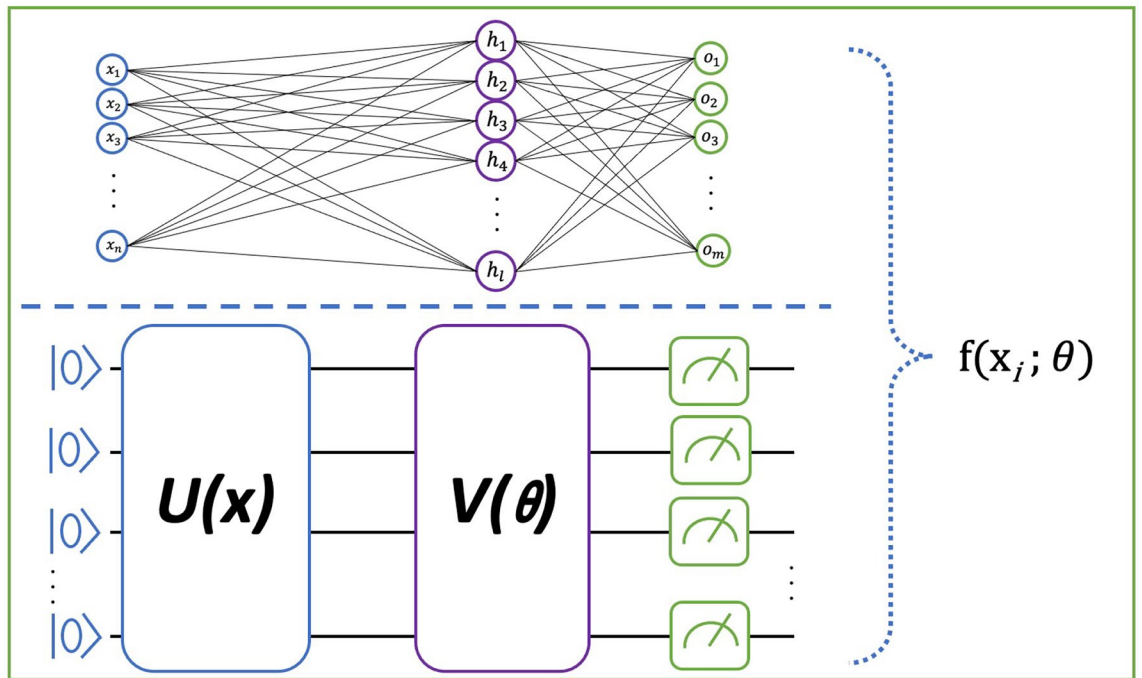 x₁ h₁ o₁
x₂ h₂ o₂
x₃ h₃ o₃
h₄
xₙ hₗ oₘ
f(xᵢ; θ)
|0⟩ U(x) V(θ)
|0⟩
|0⟩
|0⟩